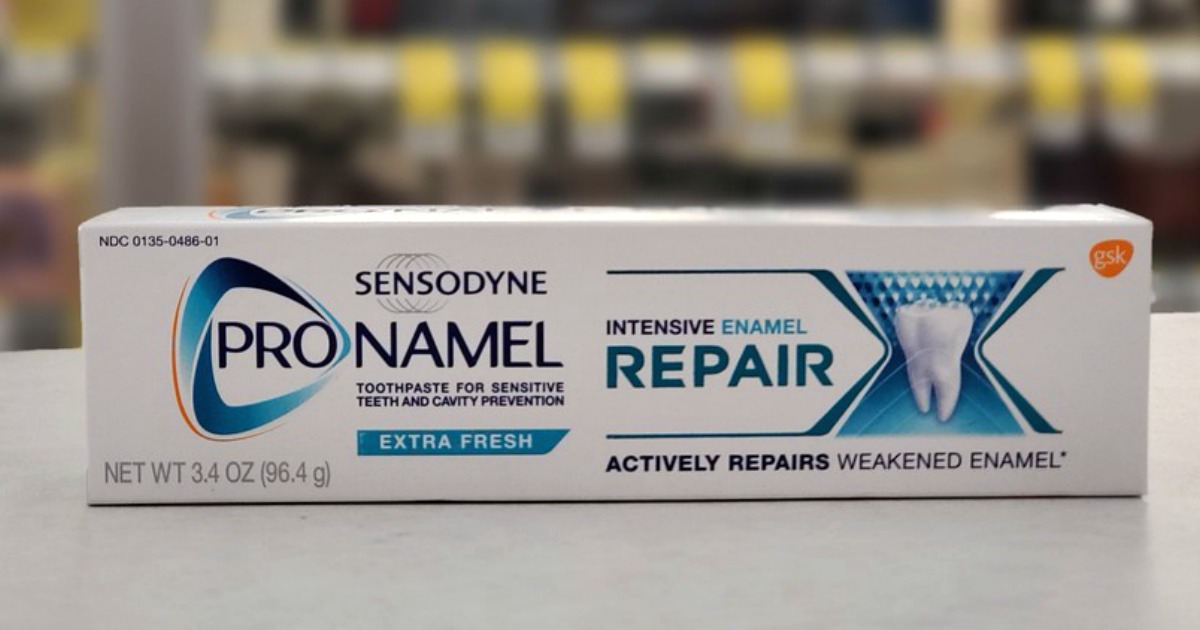 NDC 0135-0486-01
SENSODYNE
PRONAMEL
TOOTHPASTE FOR SENSITIVE
TEETH AND CAVITY PREVENTION
EXTRA FRESH
NET WT 3.4 OZ (96.4 g)
INTENSIVE ENAMEL
REPAIR
ACTIVELY REPAIRS WEAKENED ENAMEL*
gsk